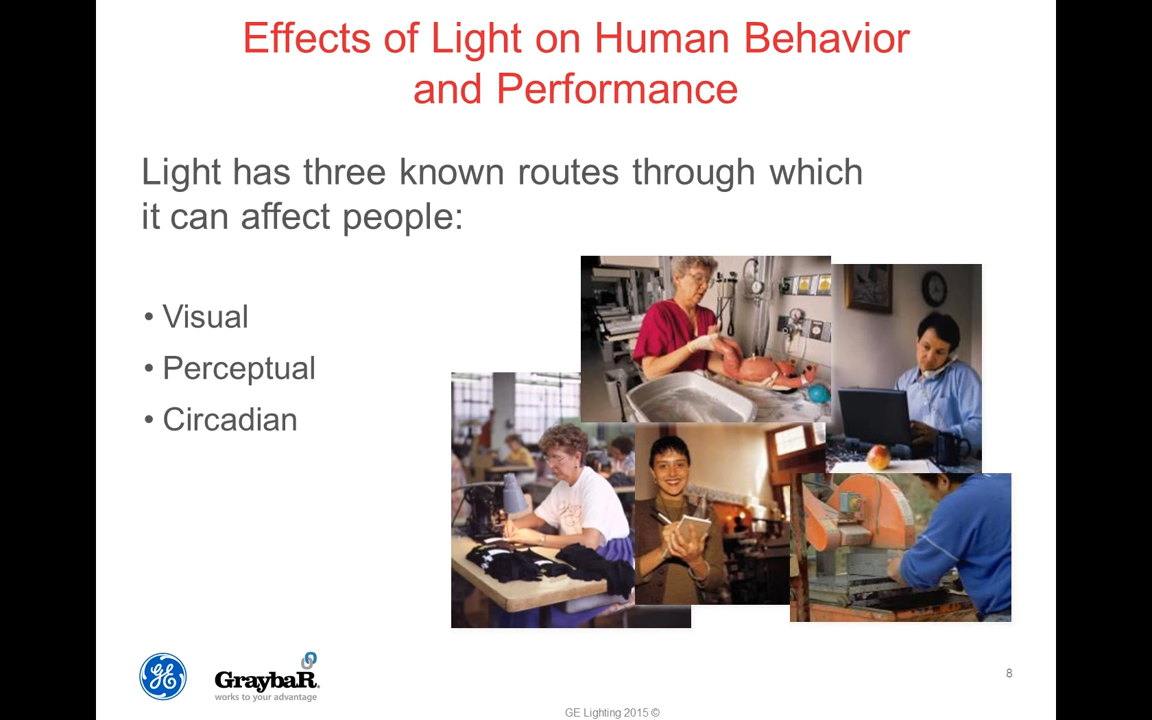 Effects of Light on Human Behavior
and Performance
Light has three known routes through which
it can affect people:
• Visual
• Perceptual
• Circadian
GE
GraybaR.
works to your advantage
8
GE Lighting 2015 ©